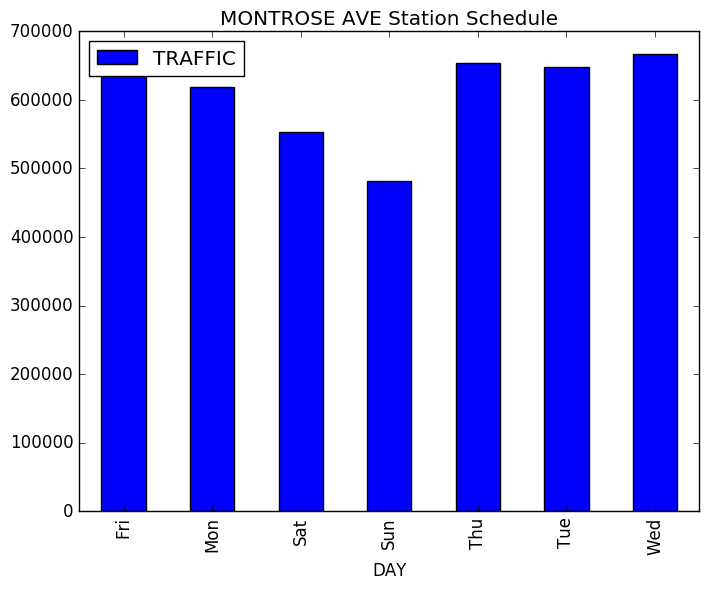 MONTROSE AVE Station Schedule
700000
TRAFFIC
600000
500000
400000
300000
200000
100000
0
Fri Mon Sat Sun Thu Tue Wed
DAY